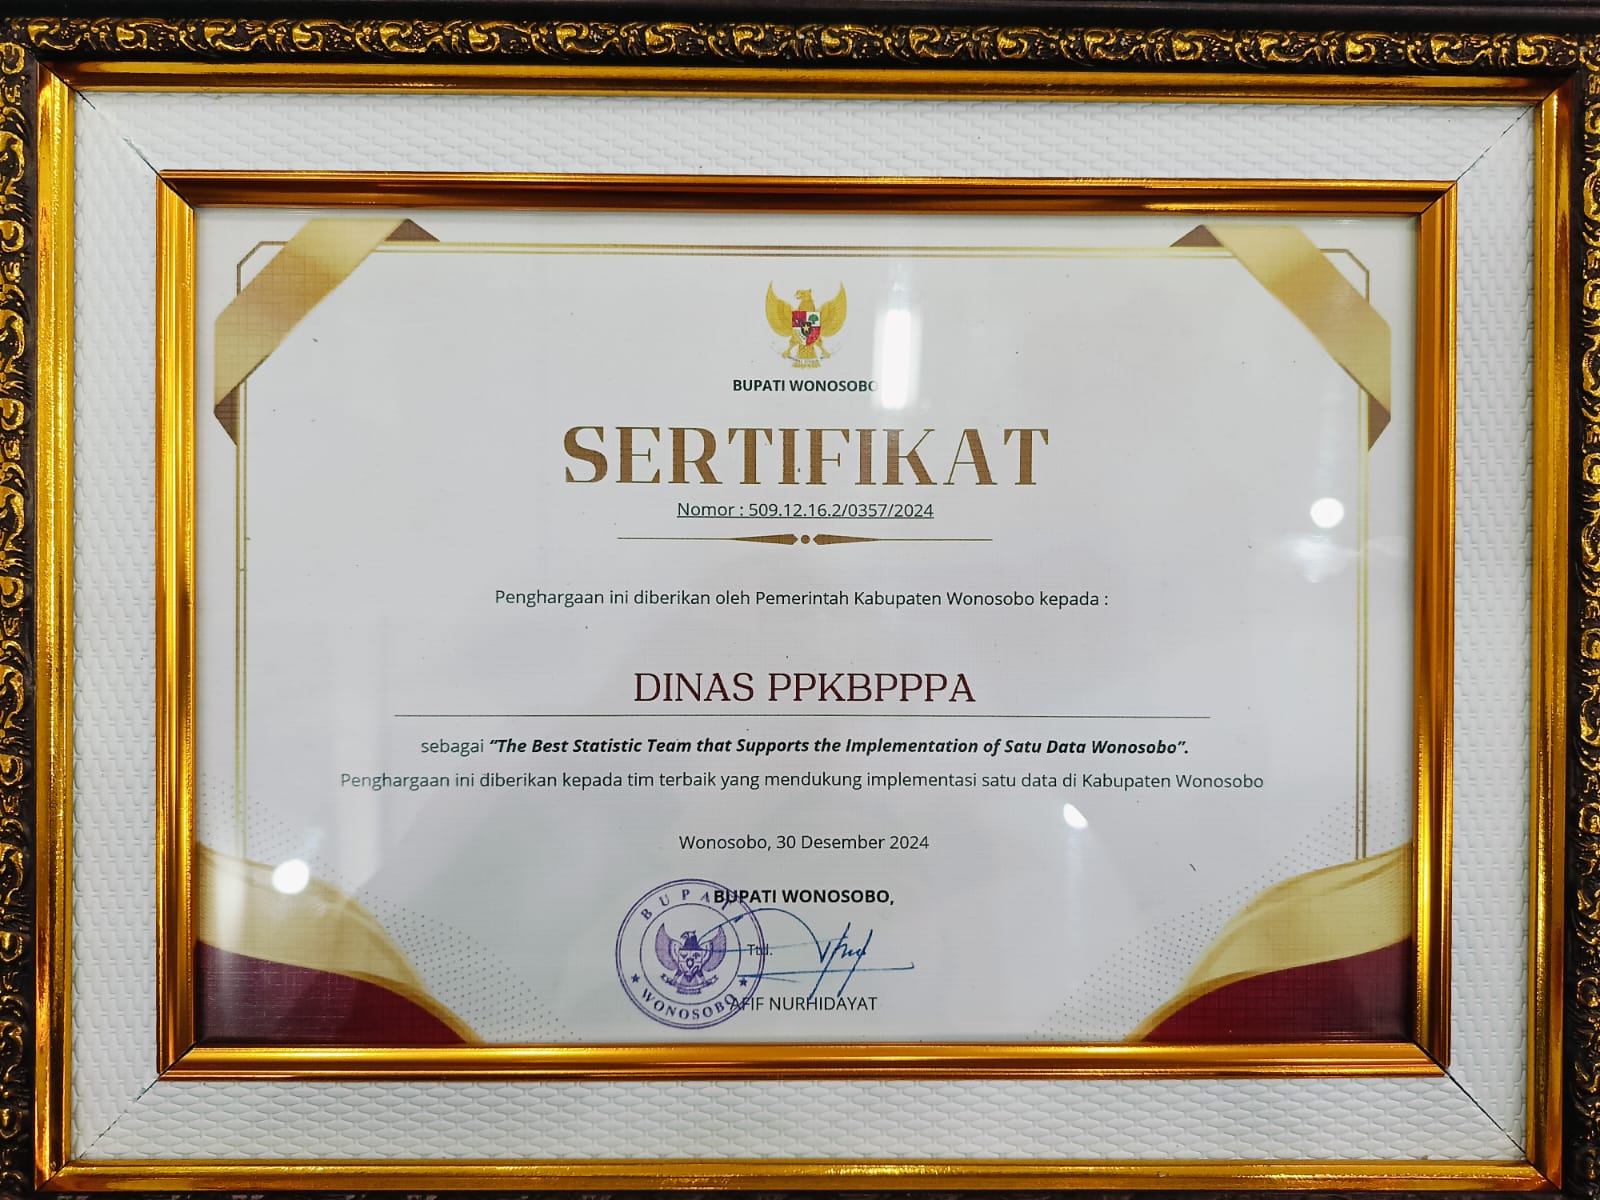 BUPATI WONOSOBO
SERTIFIKAT
Nomor : 509.12.16.2/0357/2024
Penghargaan ini diberikan oleh Pemerintah Kabupaten Wonosobo kepada :
DINAS PPKBPPPA
sebagai “The Best Statistic Team that Supports the Implementation of Satu Data Wonosobo”.
Penghargaan ini diberikan kepada tim terbaik yang mendukung implementasi satu data di Kabupaten Wonosobo
Wonosobo, 30 Desember 2024
BUPATI WONOSOBO,
Ttd.
AFIF NURHIDAYAT
BUPATI
WONOSOBO